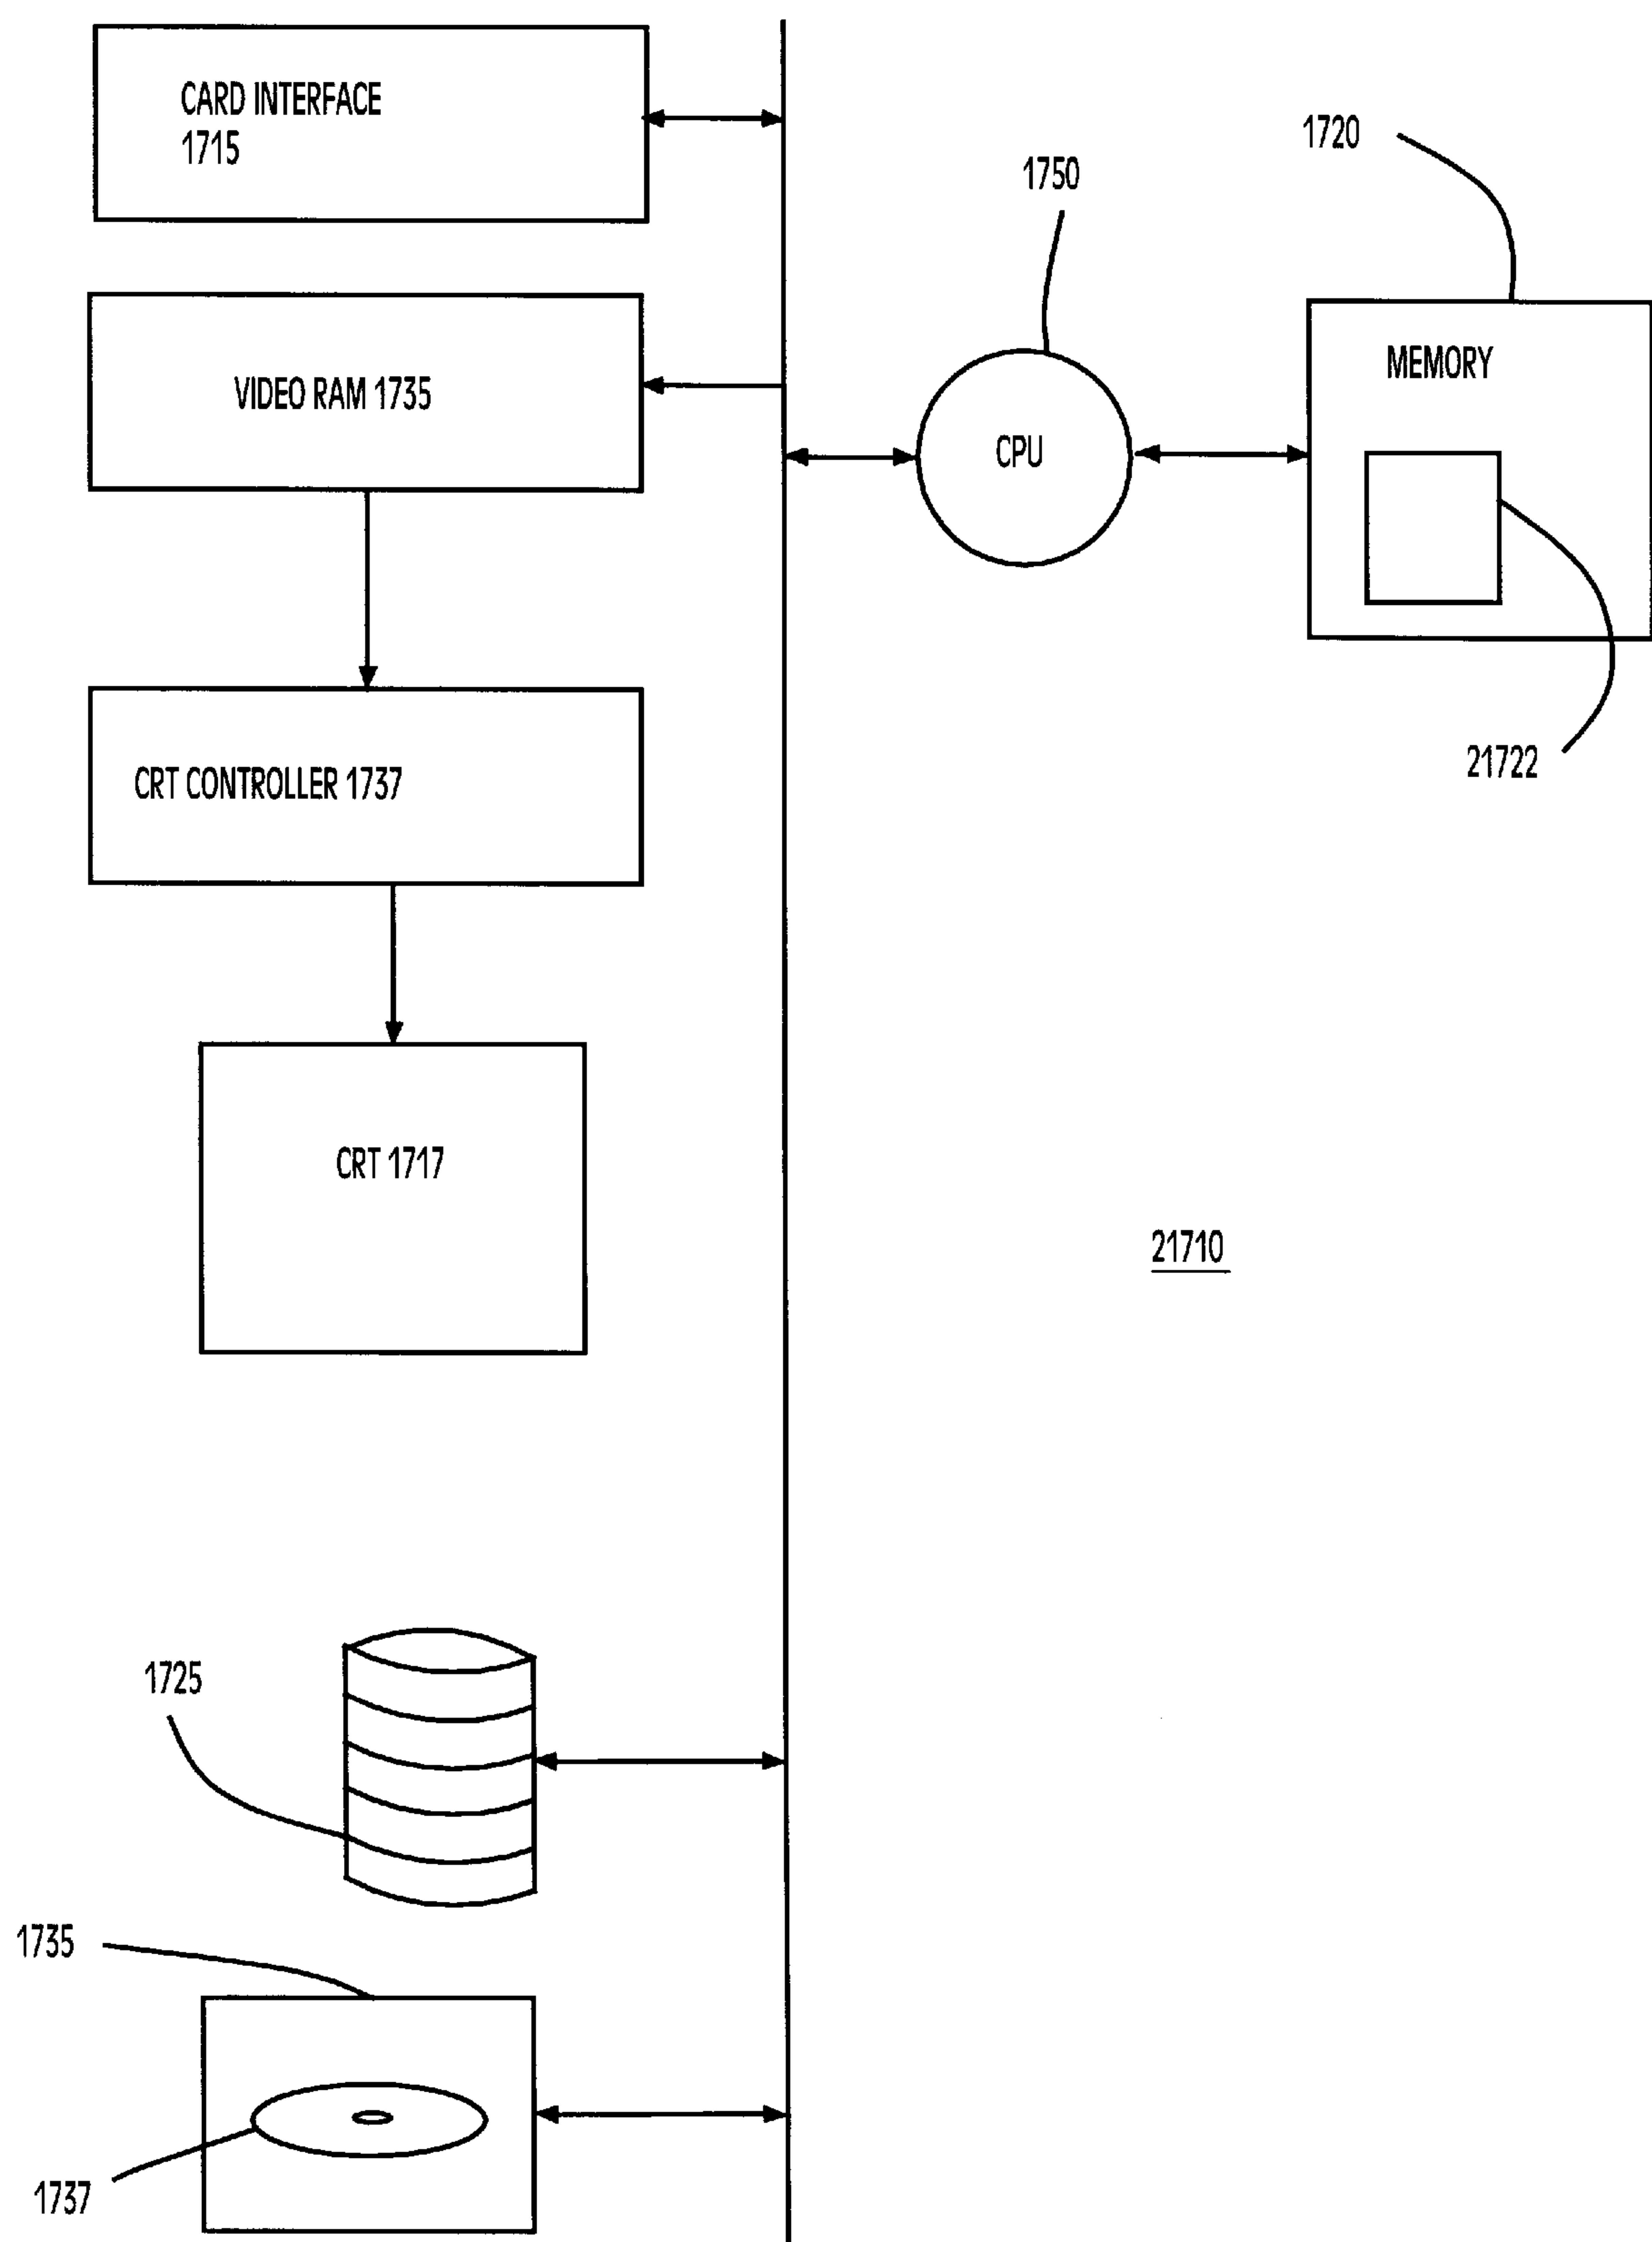 CARD INTERFACE
1715
1720
1750
VIDEO RAM 1735
MEMORY
CPU
CRT CONTROLLER 1737
21722
CRT 1717
21710
1725
1735
1737